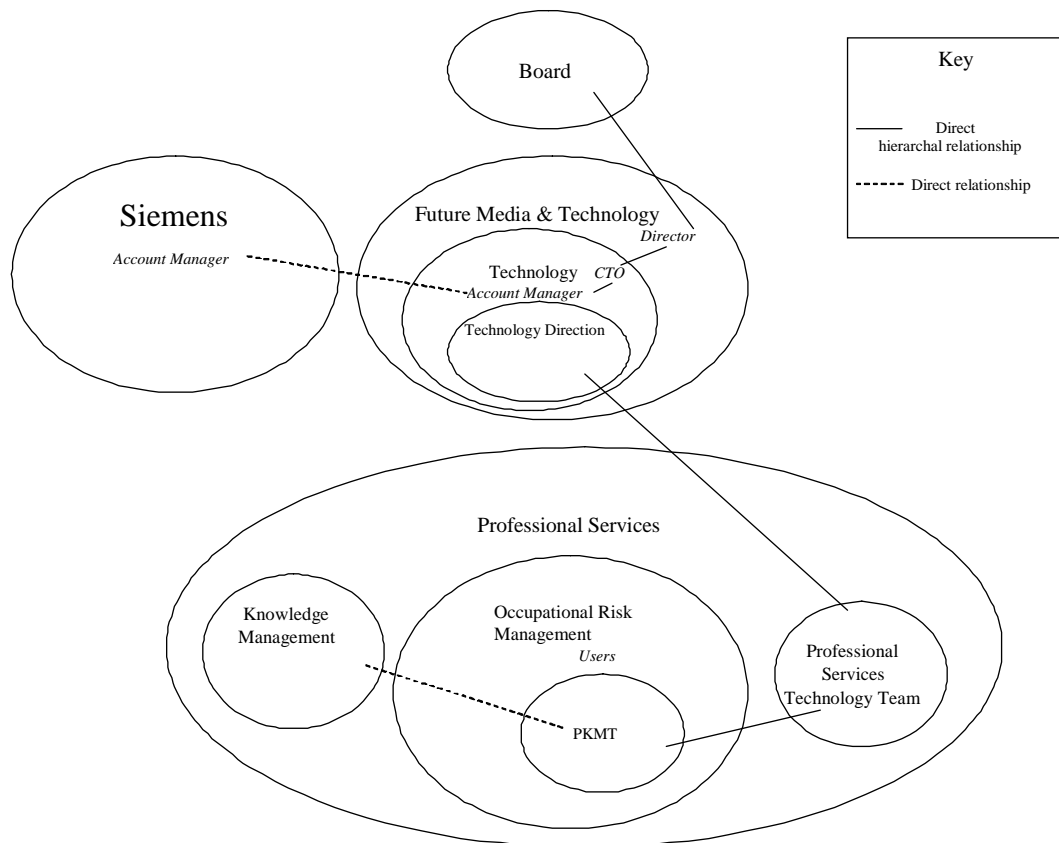 Board
Key
Direct
hierarchal relationship
Direct relationship
Siemens
Account Manager
Future Media & Technology
Director
Technology
CTO
Account Manager
Technology Direction
Professional Services
Knowledge
Management
Occupational Risk
Management
Users
PKMT
Professional
Services
Technology Team